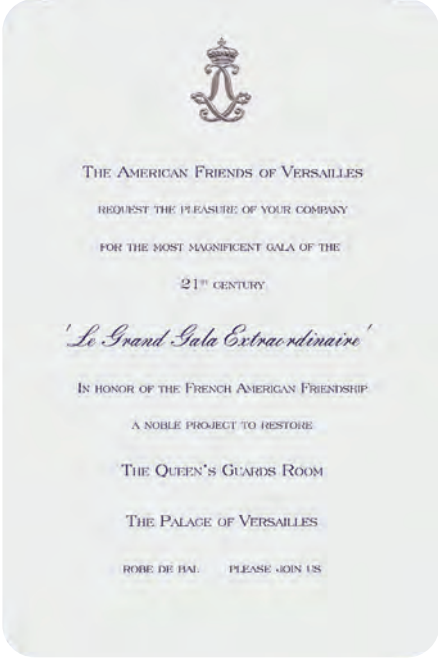 The American Friends of Versailles
request the pleasure of your company
for the most magnificent gala of the
21st century
'Le Grand Gala Extraordinaire'
In honor of the French American Friendship
a noble project to restore
The Queen's Guards Room
The Palace of Versailles
robe de bal please join us